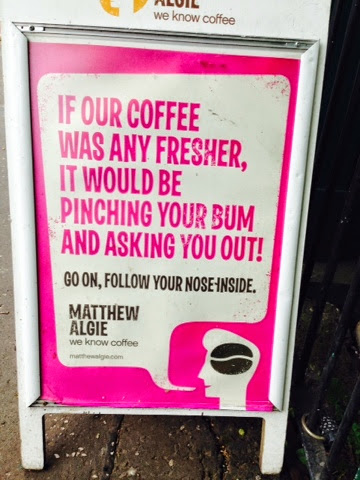 ALGIE
we know coffee
IF OUR COFFEE
WAS ANY FRESHER,
IT WOULD BE
PINCHING YOUR BUM
AND ASKING YOU OUT!
GO ON, FOLLOW YOUR NOSE INSIDE.
MATTHEW
ALGIE
we know coffee
matthewalgie.com